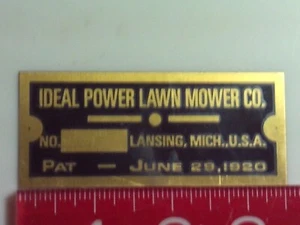 IDEAL POWER LAWN MOWER CO.
NO. LANSING, MICH., U.S.A.
PAT — JUNE 29, 1920